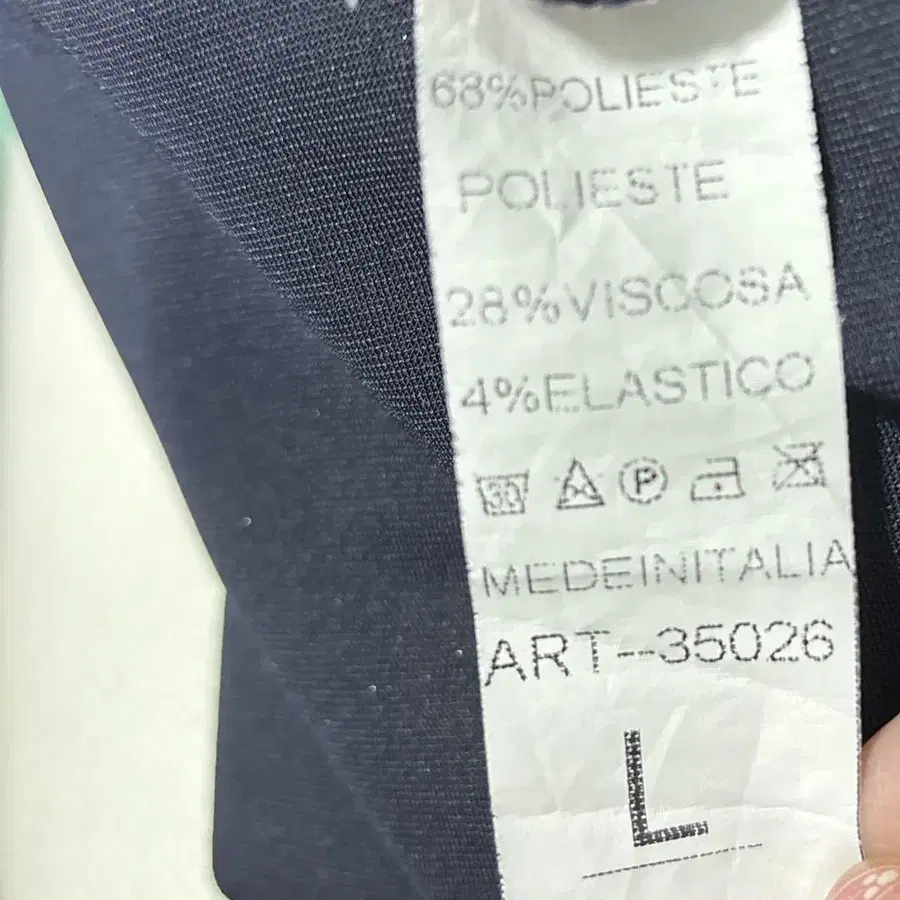 68%POLIESTE
POLIESTE
28%VISCOSA
4%ELASTICO
30 P
MEDEINITALIA
ART--35026
L